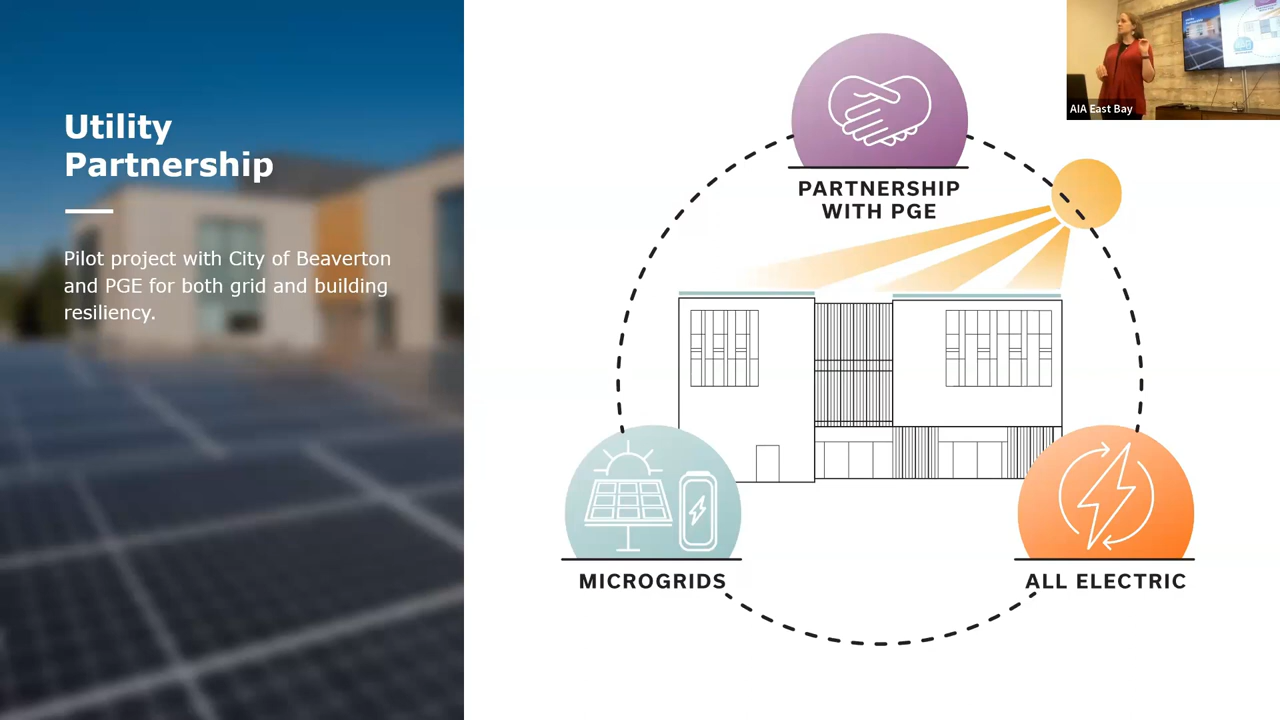 Utility
Partnership
Pilot project with City of Beaverton
and PGE for both grid and building
resiliency.
PARTNERSHIP
WITH PGE
MICROGRIDS
ALL ELECTRIC
AIA East Bay